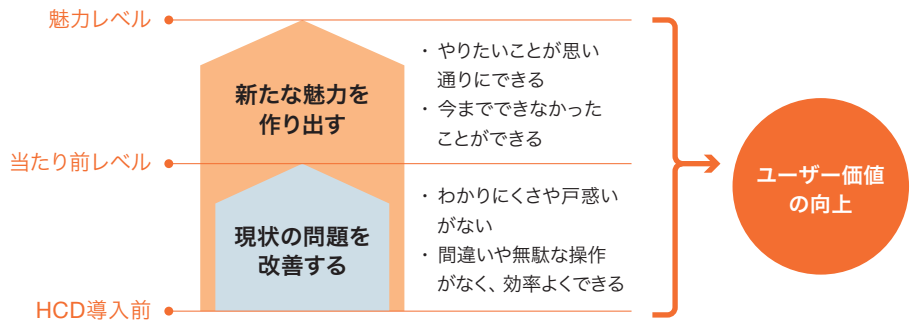 魅力レベル
新たな魅力を
作り出す
・ やりたいことが思い
通りにできる
・ 今までできなかった
ことができる
当たり前レベル
現状の問題を
改善する
・ わかりにくさや戸惑い
がない
・ 間違いや無駄な操作
がなく、効率よくできる
HCD導入前
ユーザー価値
の向上